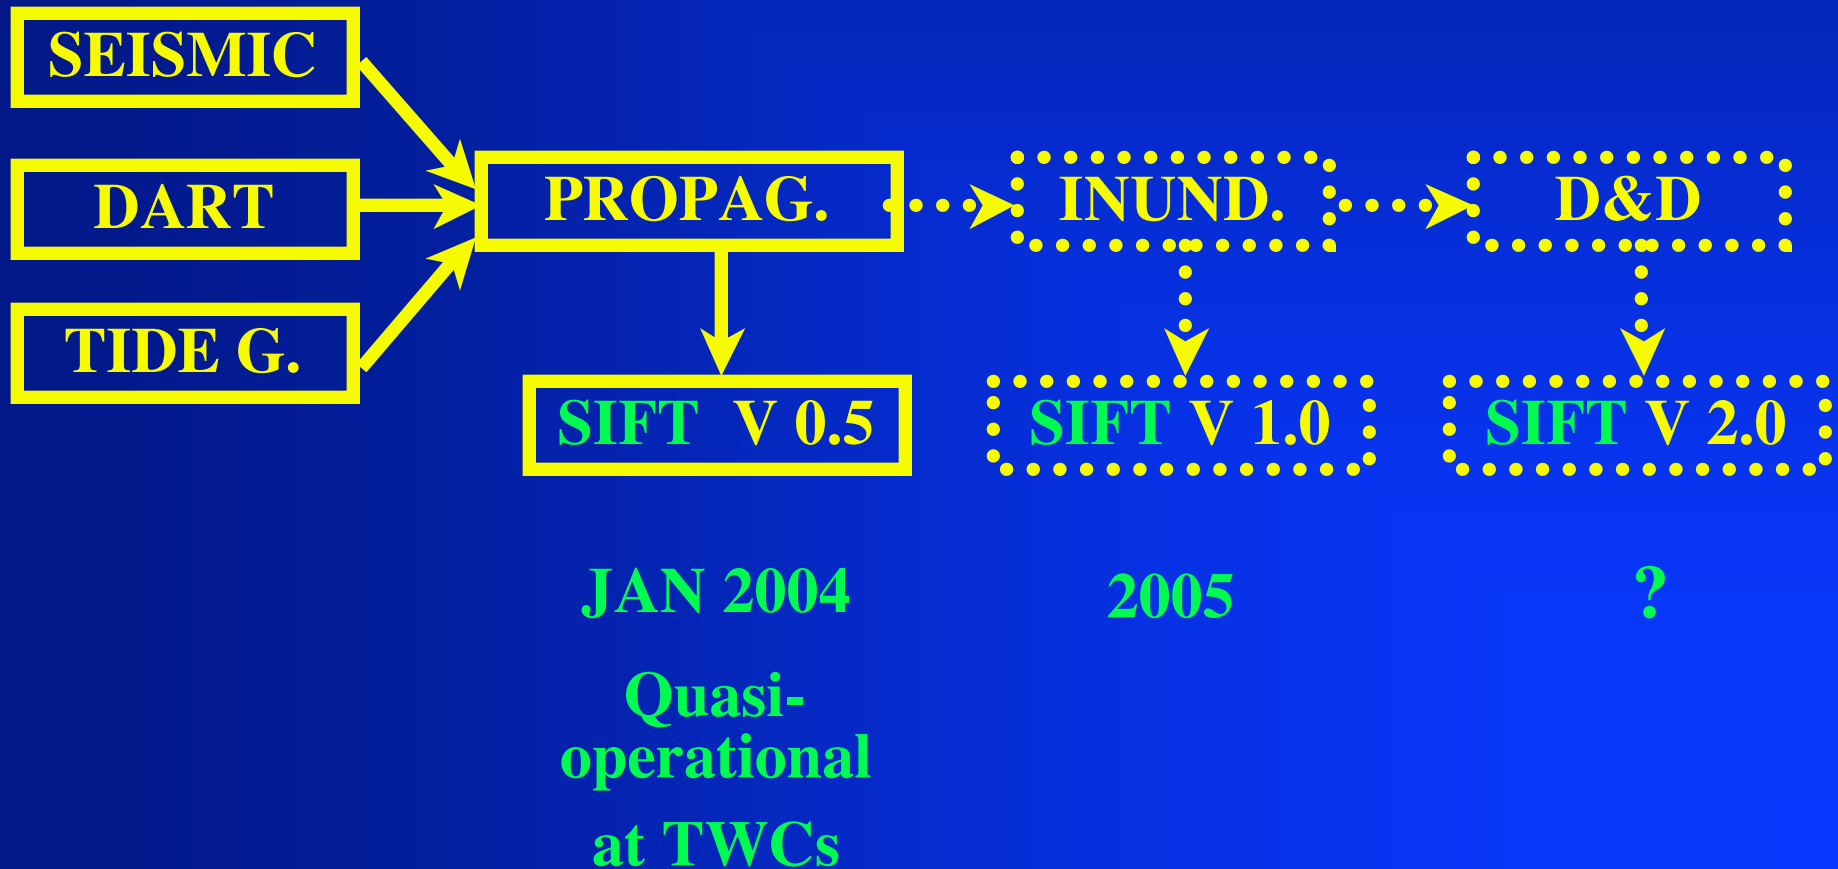 SEISMIC
DART
TIDE G.
PROPAG.
INUND.
D&D
SIFT V 0.5
SIFT V 1.0
SIFT V 2.0
JAN 2004
2005
?
Quasi-
operational
at TWCs